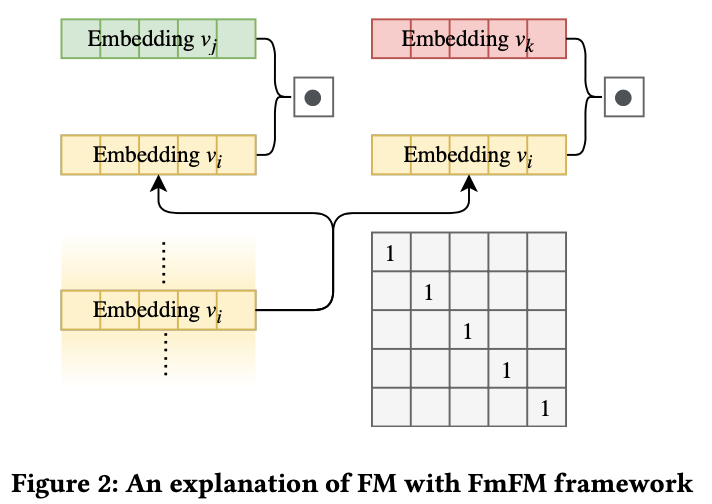 Embedding v_j
Embedding v_k
Embedding v_i
Embedding v_i
Embedding v_i
1
1
1
1
1
Figure 2: An explanation of FM with FmFM framework